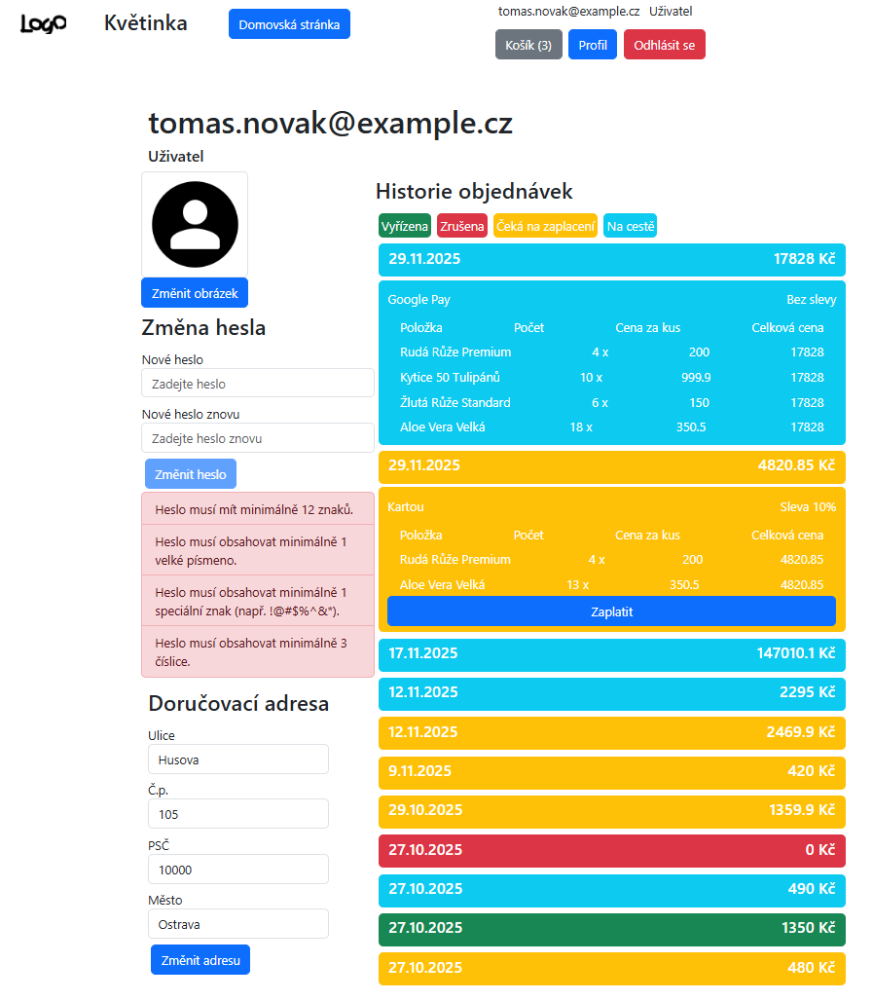 LOGO
Květinka
Domovská stránka
tomas.novak@example.cz Uživatel
Košík (3) Profil Odhlásit se
tomas.novak@example.cz
Uživatel
Změnit obrázek
Změna hesla
Nové heslo
Zadejte heslo
Nové heslo znovu
Zadejte heslo znovu
Změnit heslo
Heslo musí mít minimálně 12 znaků.
Heslo musí obsahovat minimálně 1
velké písmeno.
Heslo musí obsahovat minimálně 1
speciální znak (např. !@#$%^&*).
Heslo musí obsahovat minimálně 3
číslice.
Doručovací adresa
Ulice
Husova
Č.p.
105
PSČ
10000
Město
Ostrava
Změnit adresu
Historie objednávek
Vyřízena Zrušena Čeká na zaplacení Na cestě
29.11.2025 17828 Kč
Google Pay Bez slevy
Položka Počet Cena za kus Celková cena
Rudá Růže Premium 4 x 200 17828
Kytice 50 Tulipánů 10 x 999.9 17828
Žlutá Růže Standard 6 x 150 17828
Aloe Vera Velká 18 x 350.5 17828
29.11.2025 4820.85 Kč
Kartou Sleva 10%
Položka Počet Cena za kus Celková cena
Rudá Růže Premium 4 x 200 4820.85
Aloe Vera Velká 13 x 350.5 4820.85
Zaplatit
17.11.2025 147010.1 Kč
12.11.2025 2295 Kč
12.11.2025 2469.9 Kč
9.11.2025 420 Kč
29.10.2025 1359.9 Kč
27.10.2025 0 Kč
27.10.2025 490 Kč
27.10.2025 1350 Kč
27.10.2025 480 Kč